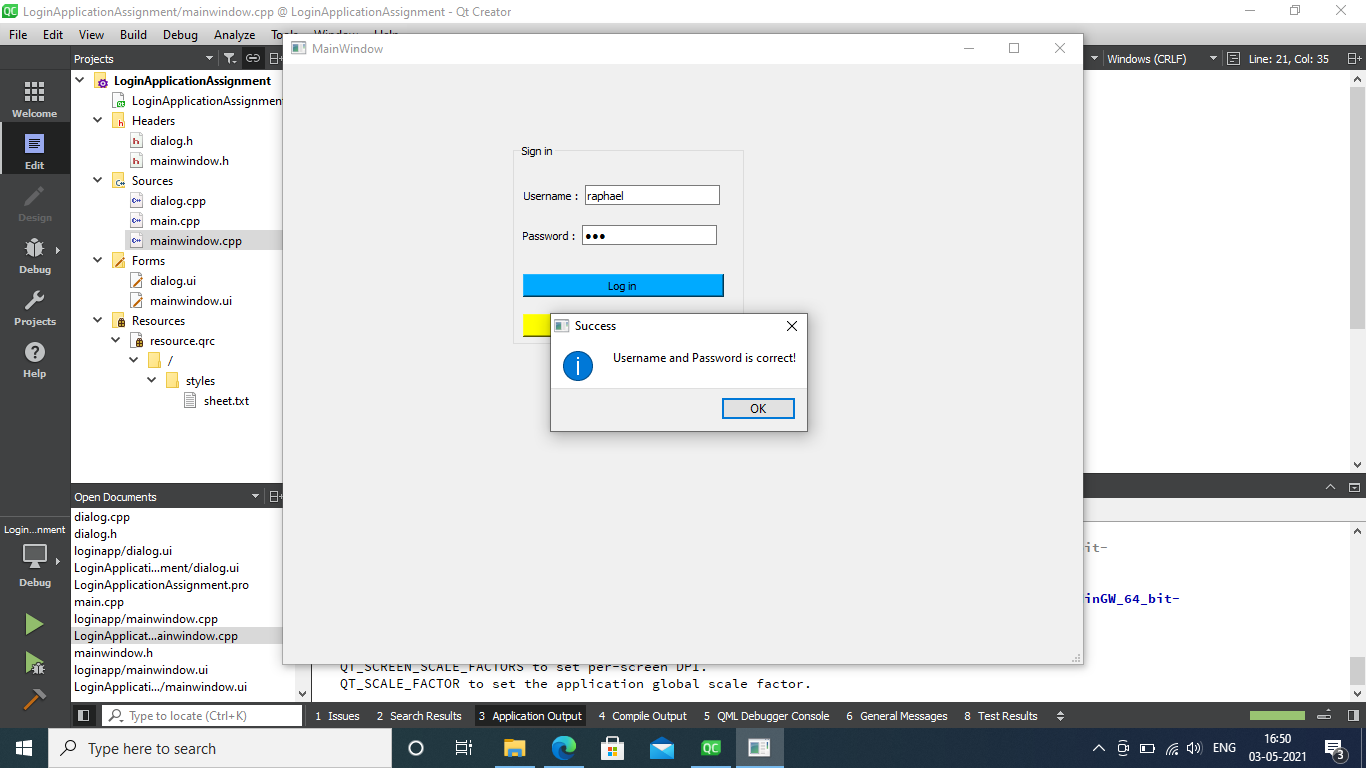 LoginApplicationAssignment/mainwindow.cpp @ LoginApplicationAssignment - Qt Creator
File Edit View Build Debug Analyze
MainWindow
Projects
Windows (CRLF)
Line: 21, Col: 35
Welcome
Edit
Design
Debug
Projects
Help
LoginApplicationAssignment
LoginApplicationAssignmen
Headers
dialog.h
mainwindow.h
Sources
dialog.cpp
main.cpp
mainwindow.cpp
Forms
dialog.ui
mainwindow.ui
Resources
resource.qrc
/
styles
sheet.txt
Sign in
Username : raphael
Password : ●●●
Log in
Success
Username and Password is correct!
OK
Open Documents
dialog.cpp
dialog.h
loginapp/dialog.ui
LoginApplicati...ment/dialog.ui
LoginApplicationAssignment.pro
main.cpp
loginapp/mainwindow.cpp
LoginApplicat...ainwindow.cpp
mainwindow.h
loginapp/mainwindow.ui
LoginApplicati.../mainwindow.ui
Login...nment
Debug
it-
inGW_64_bit-
QT_SCREEN_SCALE_FACTORS to set per-screen DPI.
QT_SCALE_FACTOR to set the application global scale factor.
Type to locate (Ctrl+K)
1 Issues 2 Search Results 3 Application Output 4 Compile Output 5 QML Debugger Console 6 General Messages 8 Test Results
Type here to search
QC
ENG
16:50
03-05-2021
3